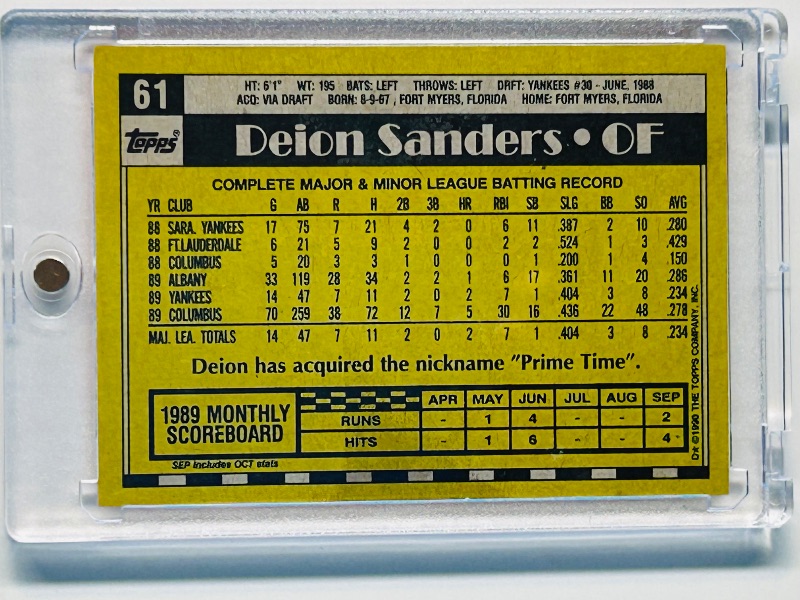 61
HT: 6'1" WT: 195 BATS: LEFT THROWS: LEFT DRFT: YANKEES #30 - JUNE, 1988
ACQ: VIA DRAFT BORN: 8-9-67, FORT MYERS, FLORIDA HOME: FORT MYERS, FLORIDA
Topps®
Deion Sanders • OF
COMPLETE MAJOR & MINOR LEAGUE BATTING RECORD
YR CLUB G AB R H 2B 3B HR RBI SB SLG BB SO AVG
88 SARA. YANKEES 17 75 7 21 4 2 0 6 11 .387 2 10 .280
88 FT.LAUDERDALE 6 21 5 9 2 0 0 2 2 .524 1 3 .429
88 COLUMBUS 5 20 3 3 1 0 0 0 1 .200 1 4 .150
89 ALBANY 33 119 28 34 2 2 1 6 17 .361 11 20 .286
89 YANKEES 14 47 7 11 2 0 2 7 1 .404 3 8 .234
89 COLUMBUS 70 259 38 72 12 7 5 30 16 .436 22 48 .278
MAJ. LEA. TOTALS 14 47 7 11 2 0 2 7 1 .404 3 8 .234
Deion has acquired the nickname "Prime Time".
1989 MONTHLY
SCOREBOARD
APR MAY JUN JUL AUG SEP
RUNS - 1 4 - - 2
HITS - 1 6 - - 4
SEP includes OCT stats
D* ©1990 THE TOPPS COMPANY, INC.